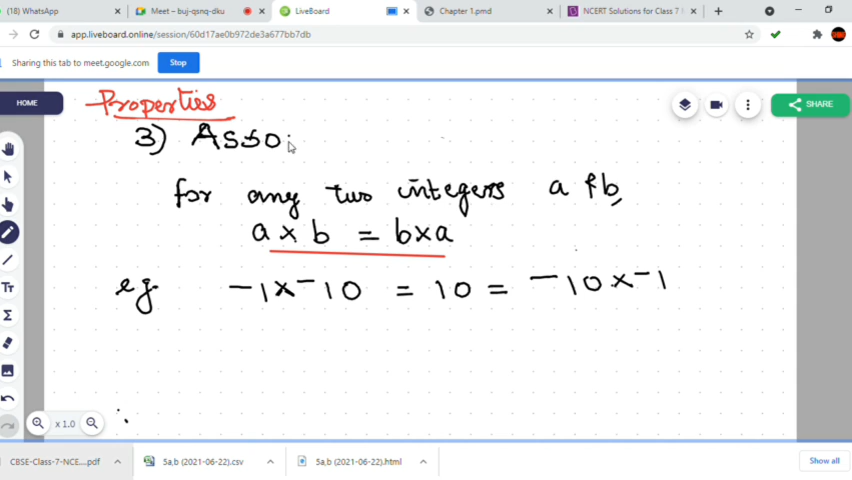 (18) WhatsApp
Meet – buj-qsnq-dku
LiveBoard
Chapter 1.pmd
NCERT Solutions for Class 7 M
app.liveboard.online/session/60d17ae0b972de3a677bb7db
Sharing this tab to meet.google.com
Stop
HOME
SHARE
Properties
3) Asso
for any two integers a & b,
a × b = b×a
eg -1×-10 = 10 = -10×-1
Tт
Σ
x 1.0
CBSE-Class-7-NCE....pdf
5a,b (2021-06-22).csv
5a,b (2021-06-22).html
Show all